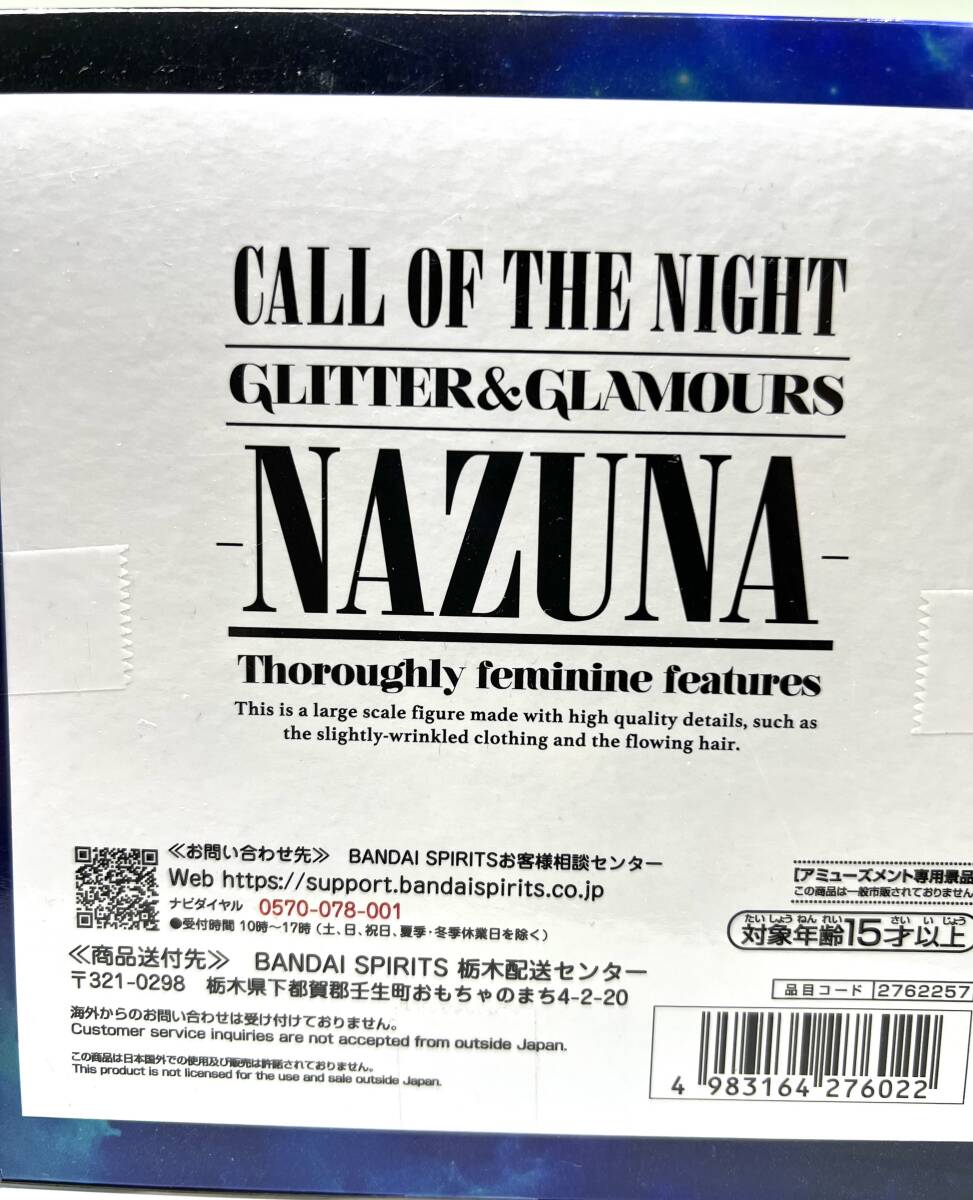 CALL OF THE NIGHT
GLITTER&GLAMOURS
-NAZUNA-
Thoroughly feminine features
This is a large scale figure made with high quality details, such as
the slightly-wrinkled clothing and the flowing hair.
≪お問い合わせ先≫ BANDAI SPIRITSお客様相談センター
Web https://support.bandaispirits.co.jp
ナビダイヤル 0570-078-001
●受付時間 10時〜17時(土、日、祝日、夏季・冬季休業日を除く)
≪商品送付先≫ BANDAI SPIRITS 栃木配送センター
〒321-0298 栃木県下都賀郡壬生町おもちゃのまち4-2-20
海外からのお問い合わせは受け付けておりません。
Customer service inquiries are not accepted from outside Japan.
この商品は日本国外での使用及び販売は許諾されておりません。
This product is not licensed for the use and sale outside Japan.
[アミューズメント専用景品
この商品は一般市販されておりません
たいしょうねんれい さいいじょう
対象年齢15才以上
品目コード 2762257
4 983164 276022